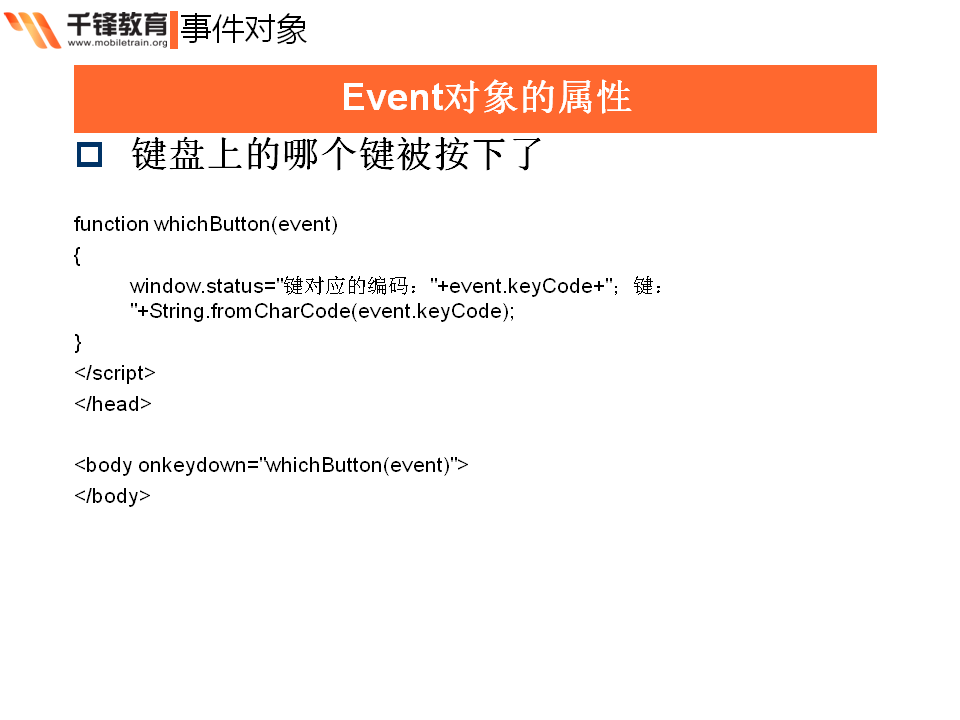 千锋教育
www.mobiletrain.org
事件对象
Event对象的属性
键盘上的哪个键被按下了
function whichButton(event)
{
window.status="键对应的编码："+event.keyCode+"；键：
"+String.fromCharCode(event.keyCode);
}
</script>
</head>
<body onkeydown="whichButton(event)">
</body>